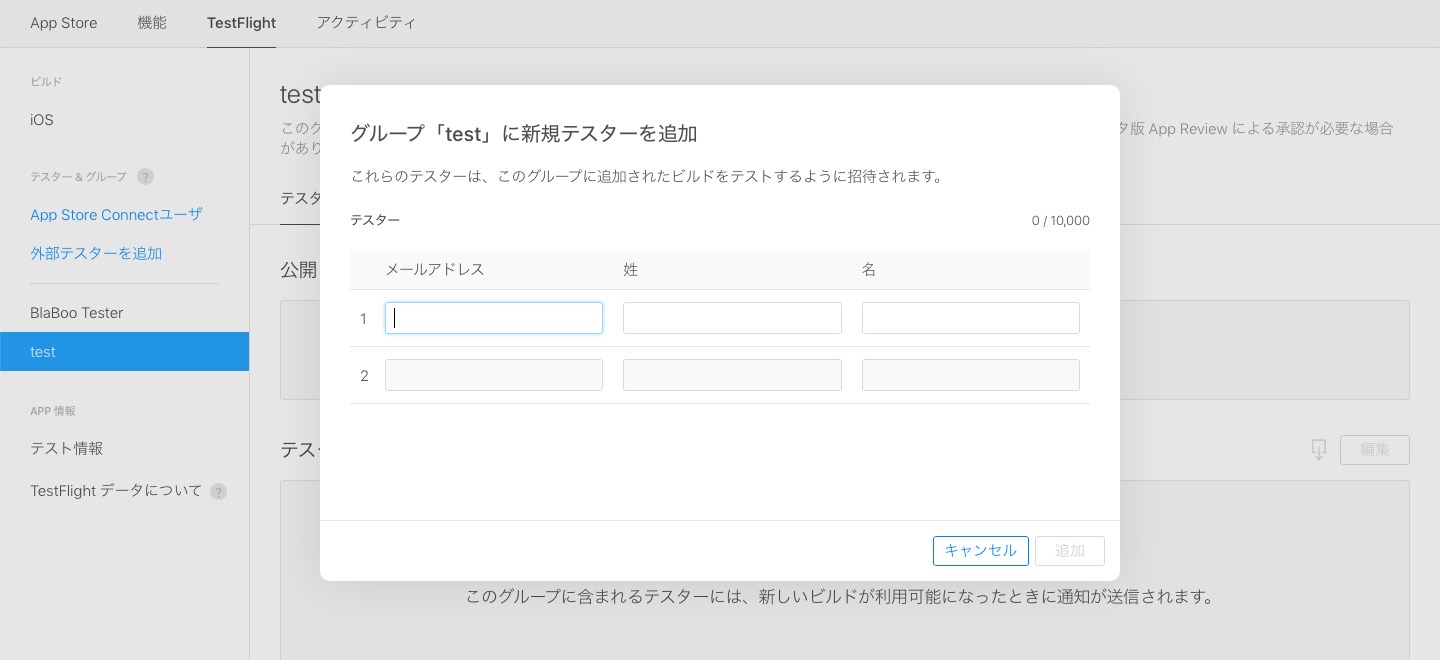 App Store 機能 TestFlight アクティビティ
ビルド
iOS
テスター & グループ ?
App Store Connectユーザ
外部テスターを追加
BlaBoo Tester
test
APP 情報
テスト情報
TestFlight データについて ?
test
このグ
タ版 App Review による承認が必要な場合
があり
テスタ
公開
テスタ
編集
グループ「test」に新規テスターを追加
これらのテスターは、このグループに追加されたビルドをテストするように招待されます。
テスター 0 / 10,000
メールアドレス 姓 名
1
2
キャンセル 追加
このグループに含まれるテスターには、新しいビルドが利用可能になったときに通知が送信されます。